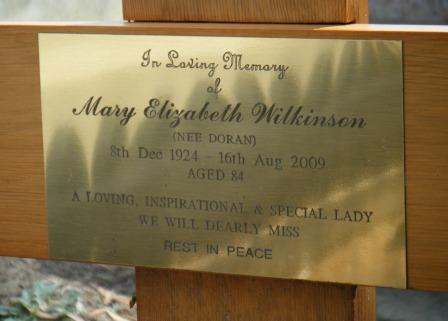 In Loving Memory
of
Mary Elizabeth Wilkinson
(NEE DORAN)
8th Dec 1924 - 16th Aug 2009
AGED 84
A LOVING, INSPIRATIONAL & SPECIAL LADY
WE WILL DEARLY MISS
REST IN PEACE